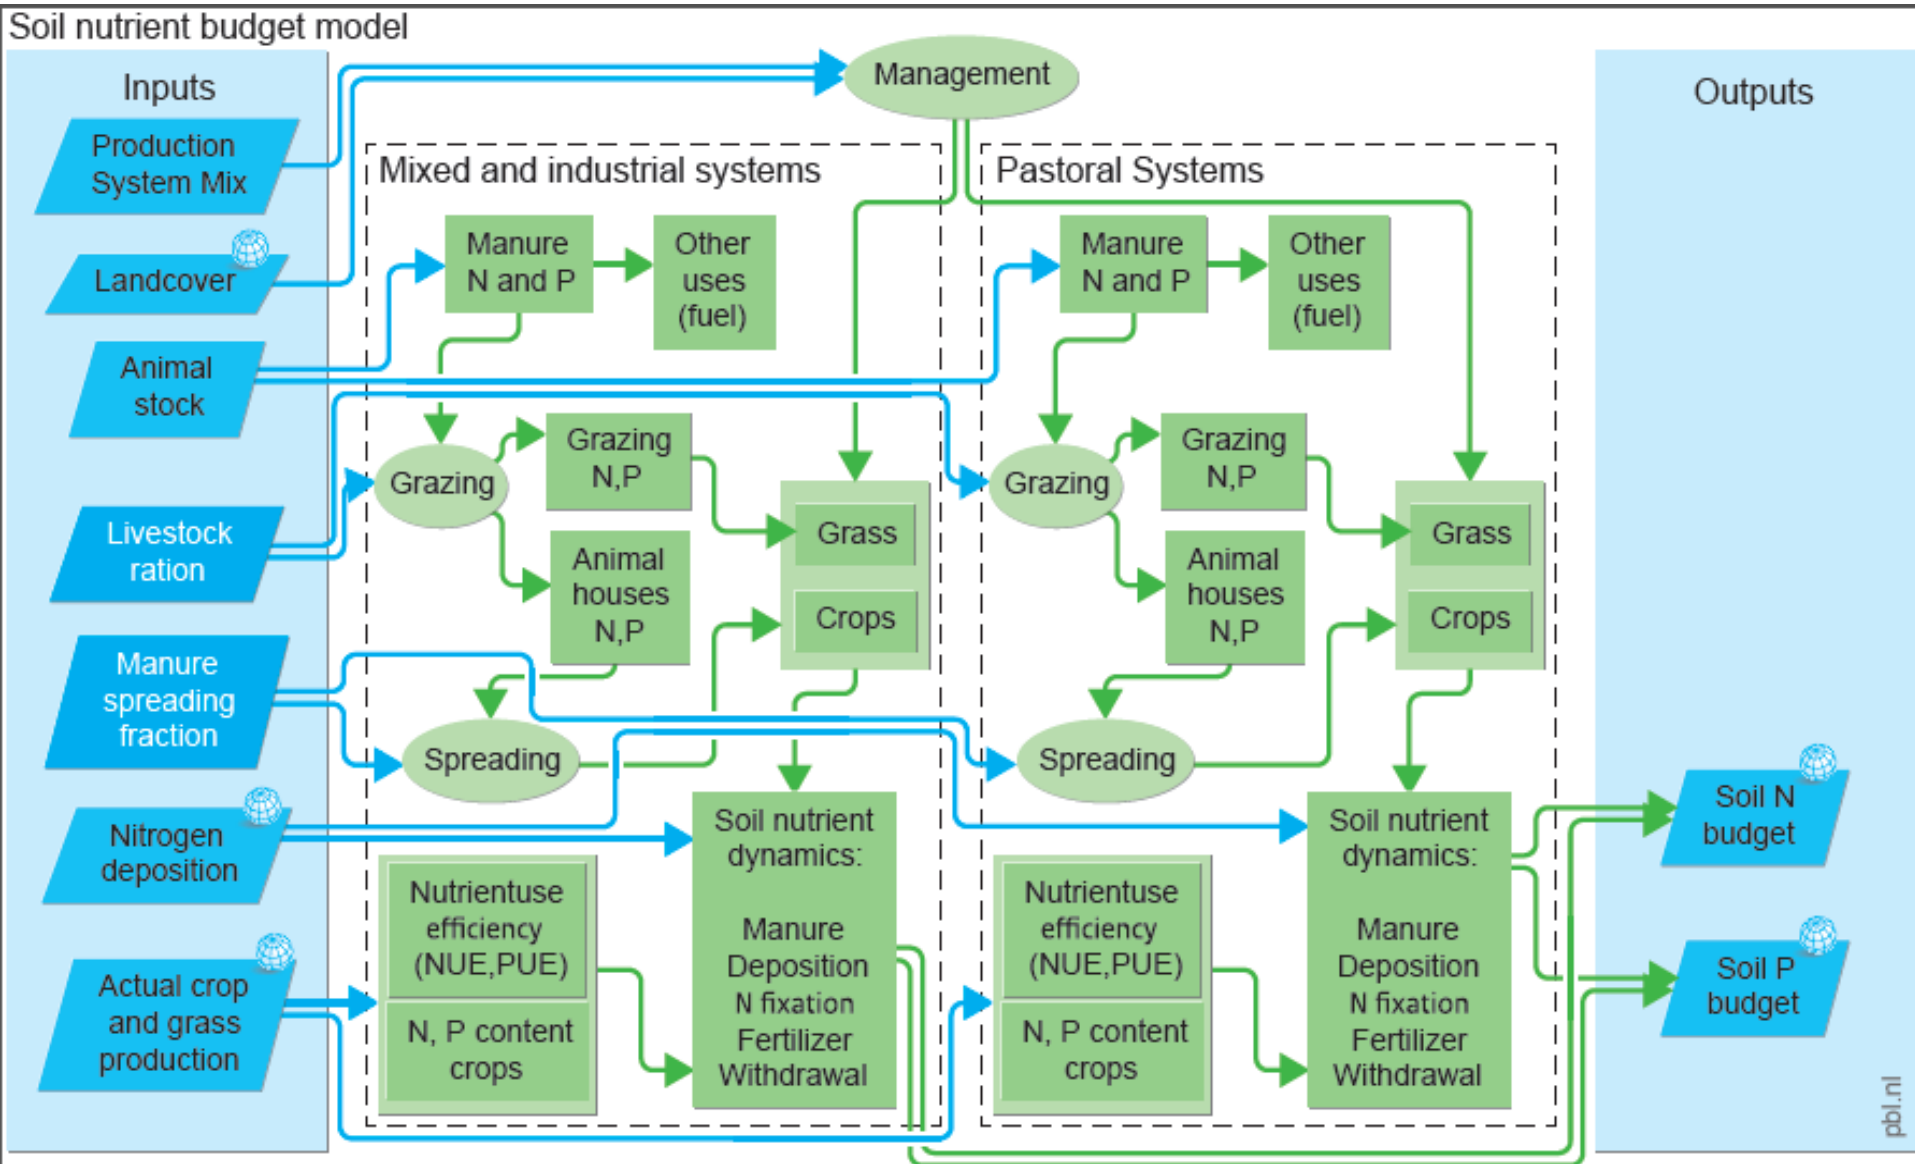 Soil nutrient budget model
Inputs
Production
System Mix
Landcover
Animal
stock
Livestock
ration
Manure
spreading
fraction
Nitrogen
deposition
Actual crop
and grass
production
Management
Mixed and industrial systems
Manure
N and P
Other
uses
(fuel)
Grazing
Grazing
N,P
Animal
houses
N,P
Grass
Crops
Spreading
Nutrientuse
efficiency
(NUE,PUE)
N, P content
crops
Soil nutrient
dynamics:
Manure
Deposition
N fixation
Fertilizer
Withdrawal
Pastoral Systems
Manure
N and P
Other
uses
(fuel)
Grazing
Grazing
N,P
Animal
houses
N,P
Grass
Crops
Spreading
Nutrientuse
efficiency
(NUE,PUE)
N, P content
crops
Soil nutrient
dynamics:
Manure
Deposition
N fixation
Fertilizer
Withdrawal
Outputs
Soil N
budget
Soil P
budget
pbl.nl